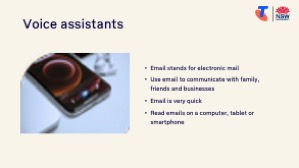 Voice assistants
NSW
• Email stands for electronic mail
• Use email to communicate with family,
friends and businesses
• Email is very quick
• Read emails on a computer, tablet or
smartphone